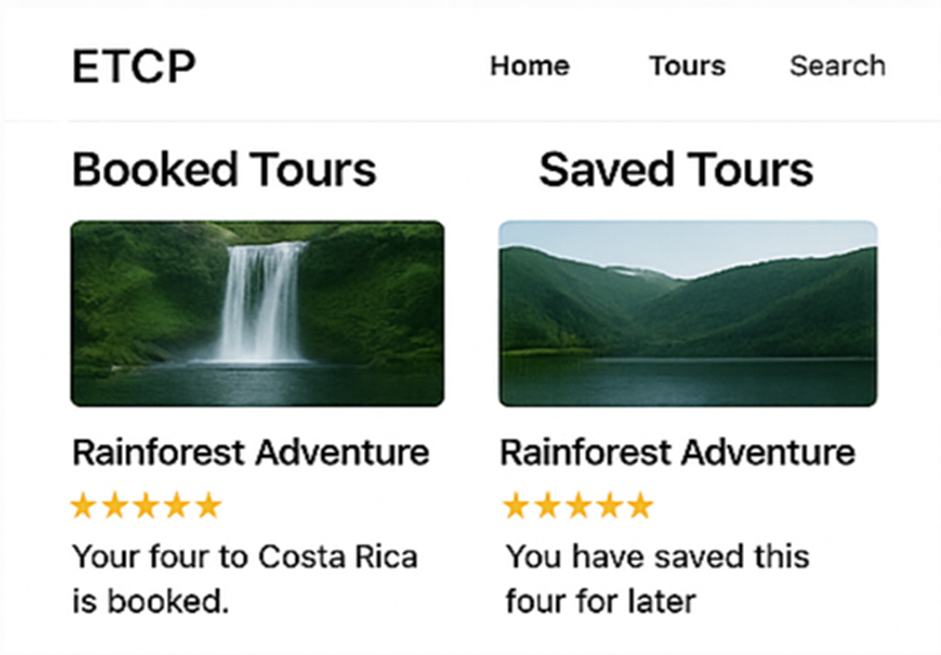 ETCP
Home Tours Search
Booked Tours
Saved Tours
Rainforest Adventure
Your four to Costa Rica
is booked.
Rainforest Adventure
You have saved this
four for later